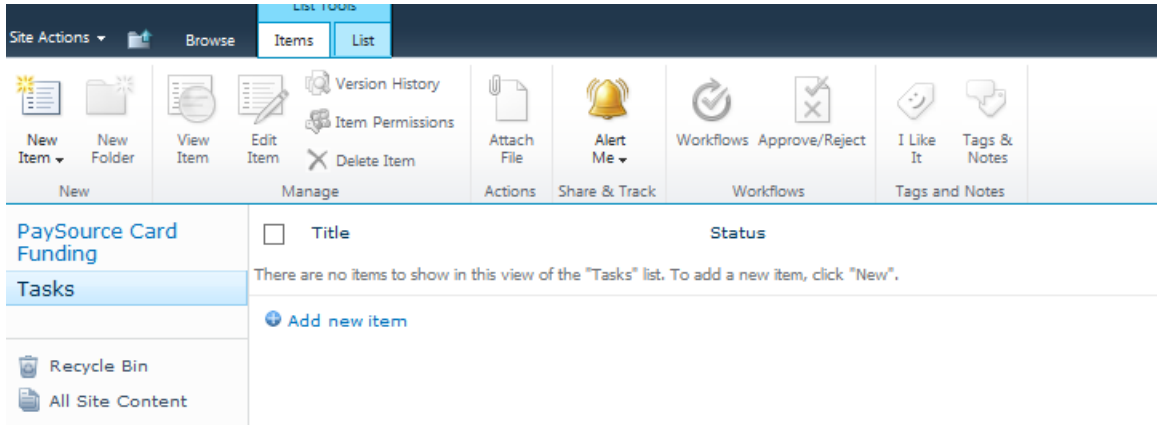 List Tools
Site Actions
Browse
Items
List
New
Item
New
Folder
View
Item
Edit
Item
Version History
Item Permissions
Delete Item
Attach
File
Alert
Me
Workflows
Approve/Reject
I Like
It
Tags &
Notes
New
Manage
Actions
Share & Track
Workflows
Tags and Notes
PaySource Card
Funding
Tasks
Recycle Bin
All Site Content
Title
Status
There are no items to show in this view of the "Tasks" list. To add a new item, click "New".
Add new item